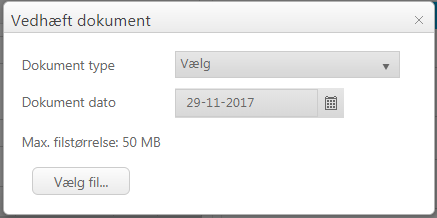 Vedhæft dokument
Dokument type Vælg
Dokument dato 29-11-2017
Max. filstørrelse: 50 MB
Vælg fil...